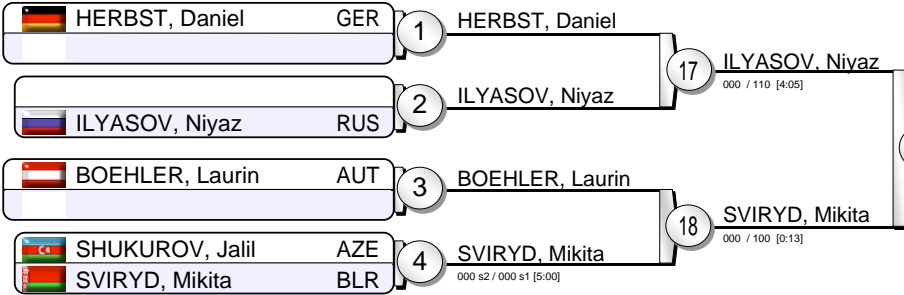 HERBST, Daniel GER
1
HERBST, Daniel
17
ILYASOV, Niyaz
000 / 110 [4:05]
2
ILYASOV, Niyaz
ILYASOV, Niyaz RUS
BOEHLER, Laurin AUT
3
BOEHLER, Laurin
18
SVIRYD, Mikita
000 / 100 [0:13]
SHUKUROV, Jalil AZE
4
SVIRYD, Mikita
000 s2 / 000 s1 [5:00]
SVIRYD, Mikita BLR